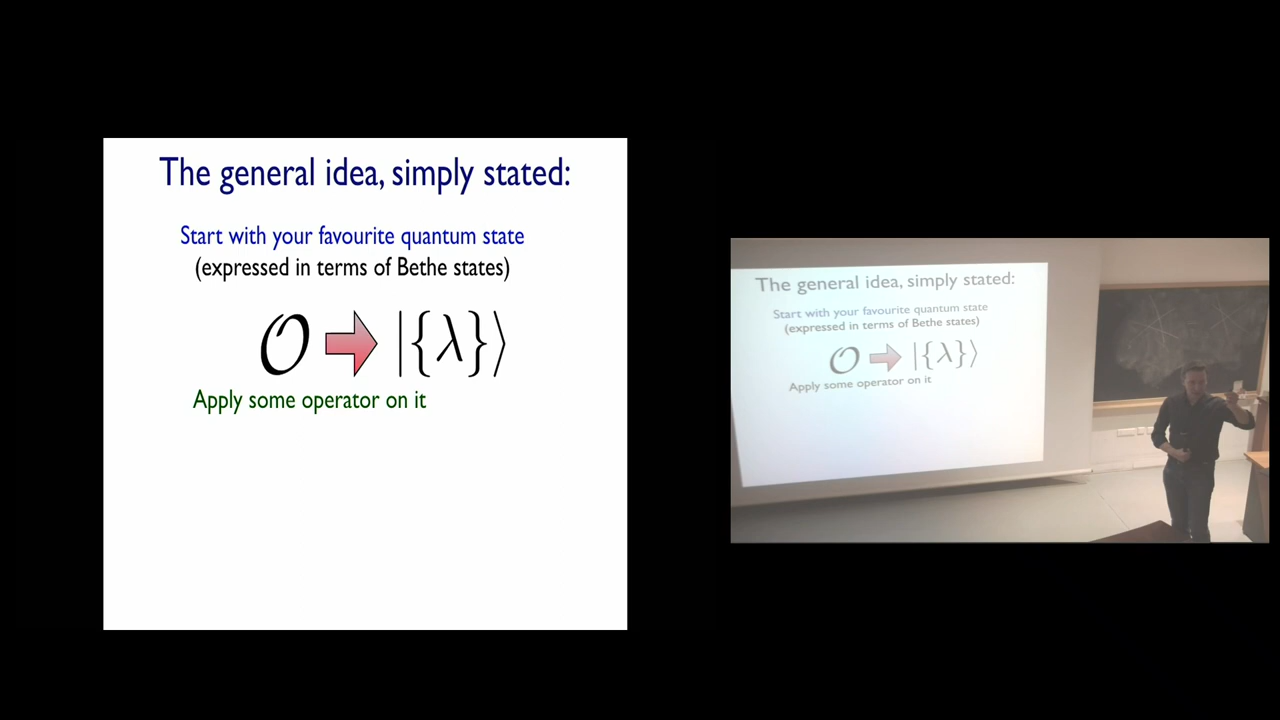 The general idea, simply stated:
Start with your favourite quantum state
(expressed in terms of Bethe states)
𝒪 |{λ}⟩
Apply some operator on it
The general idea, simply stated:
Start with your favourite quantum state
(expressed in terms of Bethe states)
𝒪 |{λ}⟩
Apply some operator on it